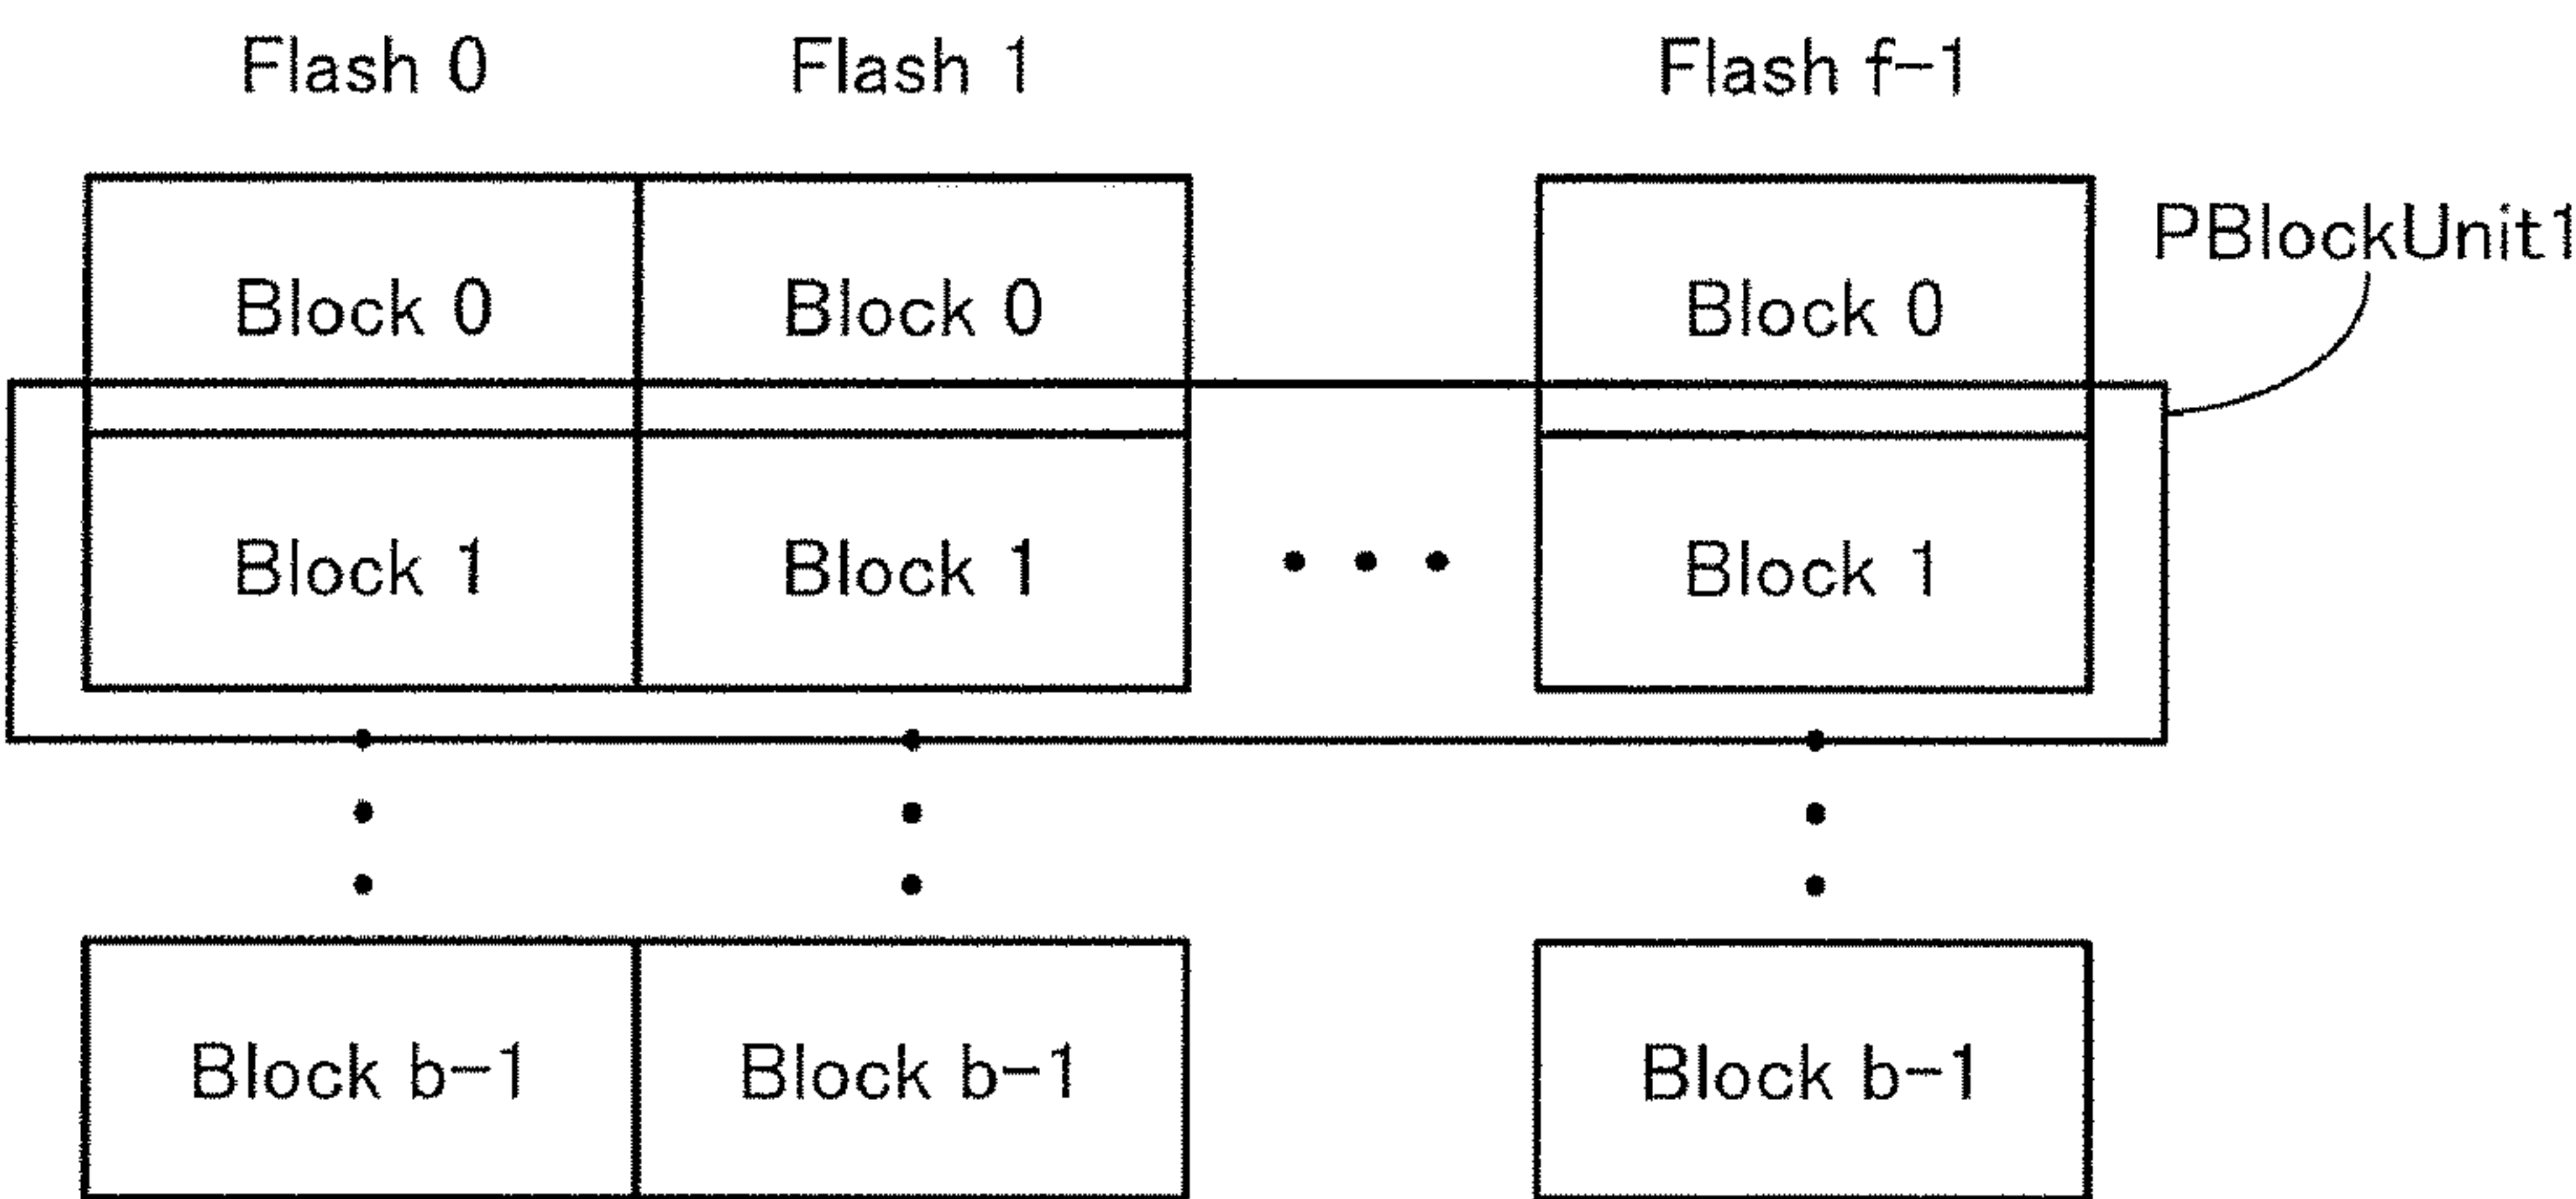 Flash 0 Flash 1 Flash f-1
PBlockUnit1
Block 0 Block 0 Block 0
Block 1 Block 1 Block 1
Block b-1 Block b-1 Block b-1